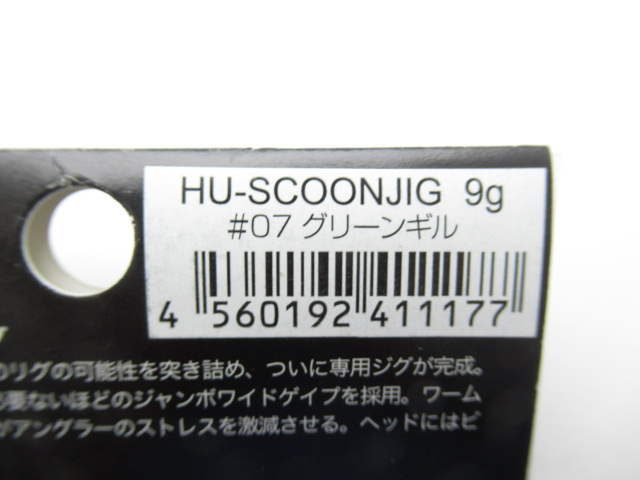 HU-SCOONJIG 9g
#07 グリーンギル
4 560192 411177
リグの可能性を突き詰め、ついに専用ジグが完成。
要ないほどのジャンボワイドゲイプを採用。ワーム
アングラーのストレスを激減させる。ヘッドにはピ